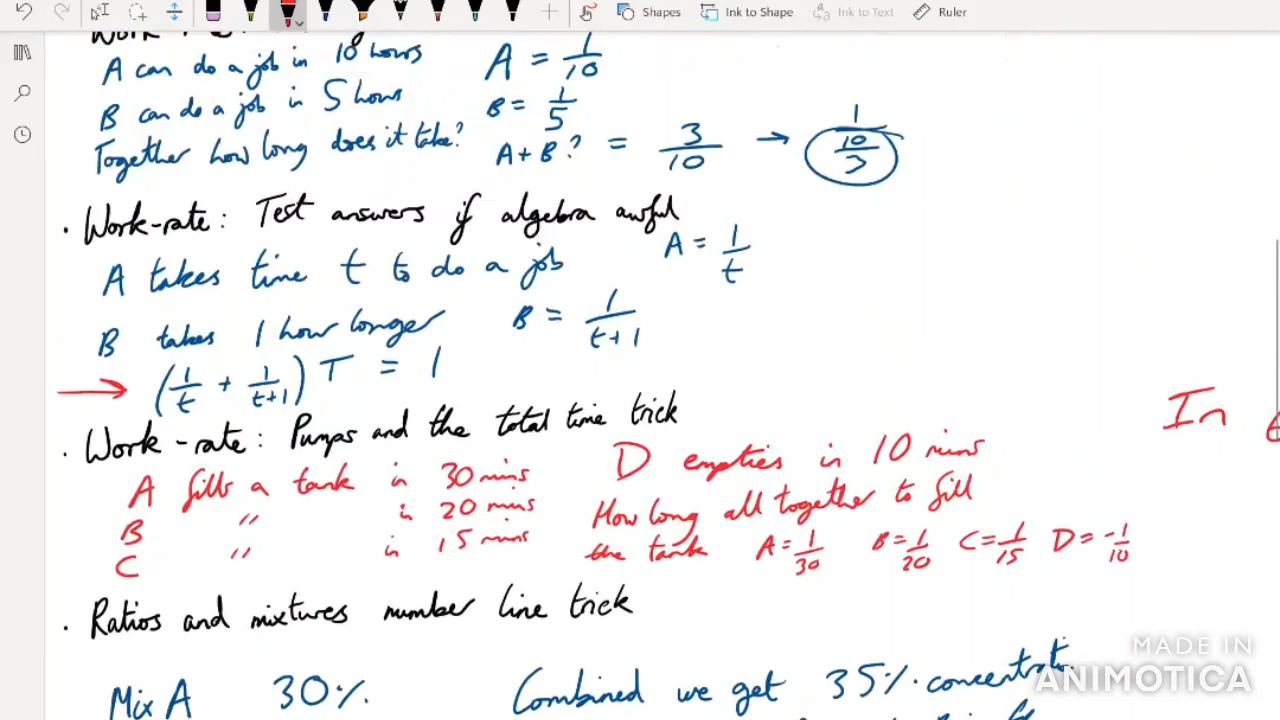 Shapes Ink to Shape Ink to Text Ruler
A can do a job in 10 hours A = 1/10
B can do a job in 5 hours B = 1/5
Together how long does it take? A+B? = 3/10 → 1/(10/3)
· Work-rate: Test answers if algebra awful
A takes time t to do a job A = 1/t
B takes 1 hour longer B = 1/(t+1)
→ (1/t + 1/(t+1)) T = 1
· Work-rate: Pumps and the total time trick
In
A fills a tank in 30 mins D empties in 10 mins
B " in 20 mins How long all together to fill
C " in 15 mins the tank A = 1/30 B = 1/20 C = 1/15 D = -1/10
· Ratios and mixtures number line trick
MADE IN
ANIMOTICA
Mix A 30% Combined we get 35% concentrati